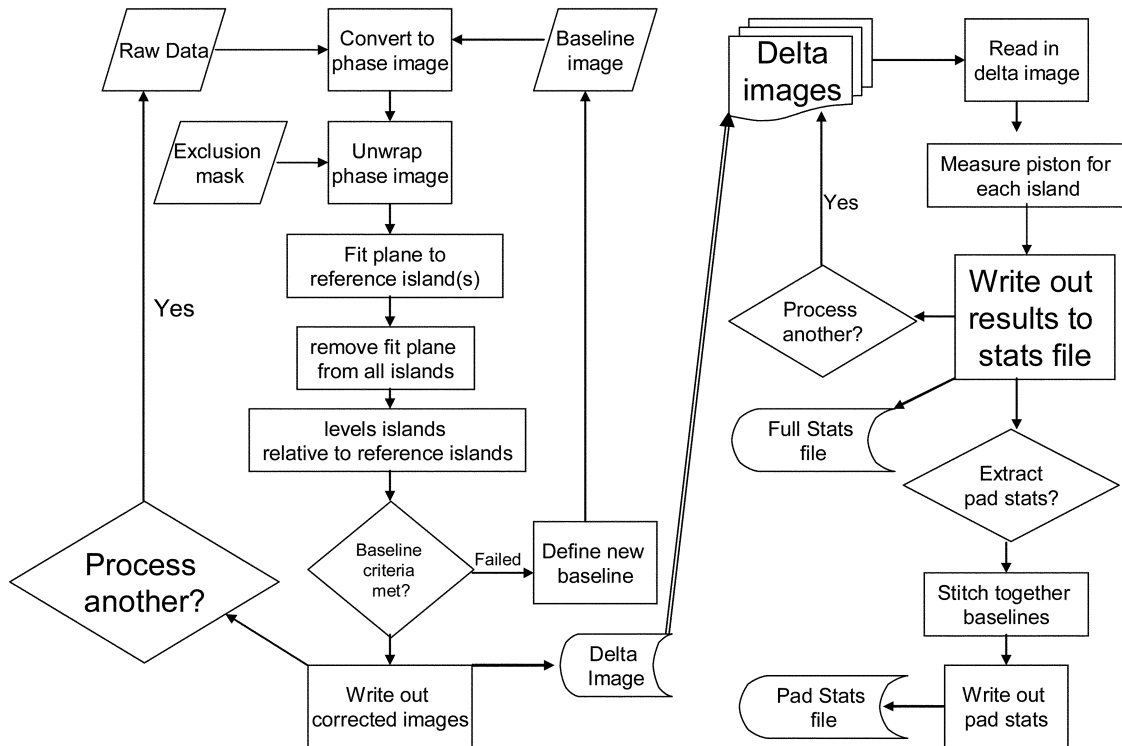 Raw Data
Convert to
phase image
Baseline
image
Exclusion
mask
Unwrap
phase image
Fit plane to
reference island(s)
remove fit plane
from all islands
levels islands
relative to reference islands
Yes
Baseline
criteria
met?
Failed
Define new
baseline
Process
another?
Write out
corrected images
Delta
Image
Delta
images
Read in
delta image
Measure piston for
each island
Yes
Process
another?
Write out
results to
stats file
Full Stats
file
Extract
pad stats?
Stitch together
baselines
Write out
pad stats
Pad Stats
file